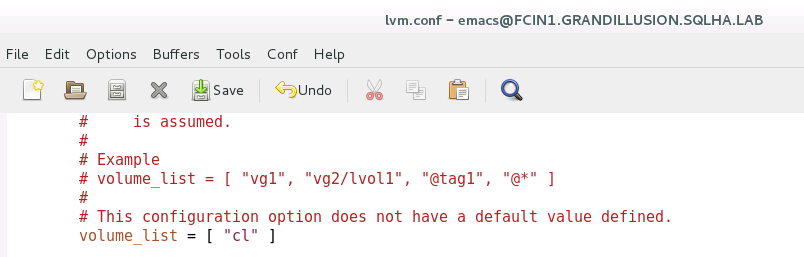 lvm.conf – emacs@FCIN1.GRANDILLUSION.SQLHA.LAB
File Edit Options Buffers Tools Conf Help
Save Undo
#     is assumed.
#
# Example
# volume_list = [ "vg1", "vg2/lvol1", "@tag1", "@*" ]
#
# This configuration option does not have a default value defined.
volume_list = [ "cl" ]